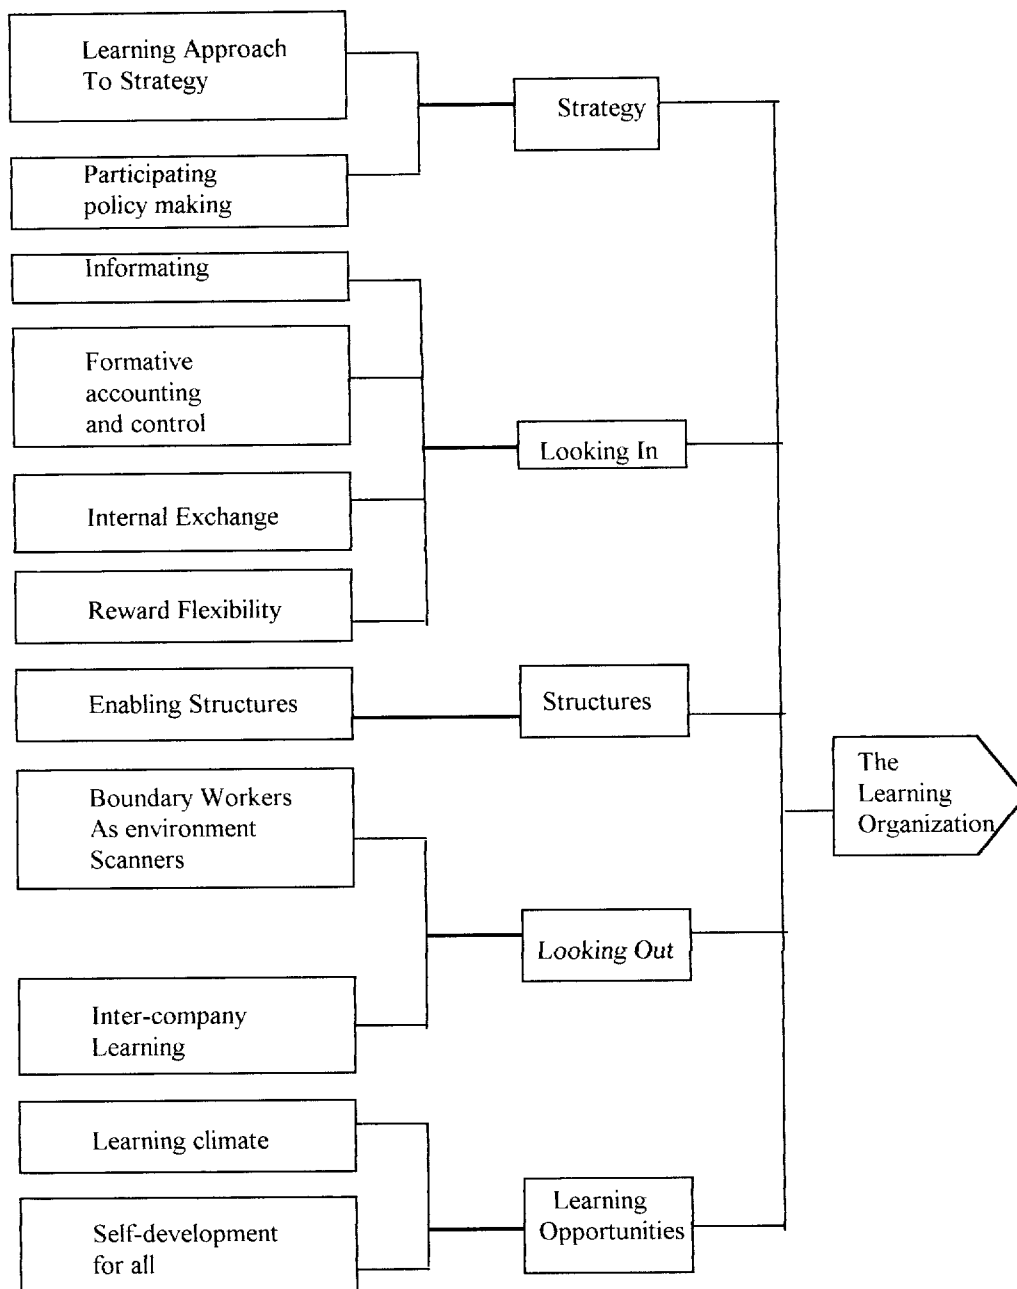 Learning Approach
To Strategy
Participating
policy making
Strategy
Informating
Formative
accounting
and control
Internal Exchange
Reward Flexibility
Looking In
Enabling Structures
Structures
Boundary Workers
As environment
Scanners
Inter-company
Learning
Looking Out
Learning climate
Self-development
for all
Learning
Opportunities
The
Learning
Organization